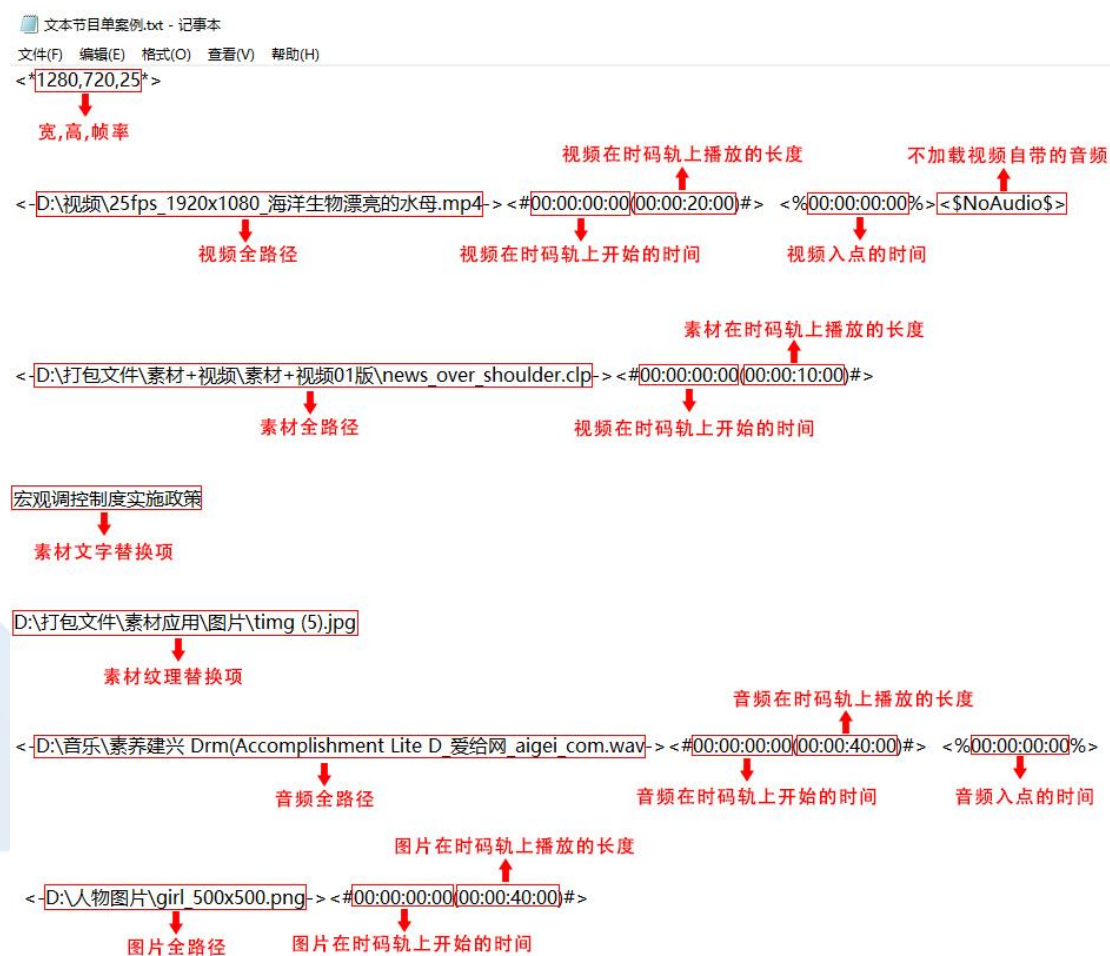 文本节目单案例.txt - 记事本
文件(F) 编辑(E) 格式(O) 查看(V) 帮助(H)
<*1280,720,25*>
宽,高,帧率
视频在时码轨上播放的长度 不加载视频自带的音频
<-D:\视频\25fps_1920x1080_海洋生物漂亮的水母.mp4-><#00:00:00:00(00:00:20:00)#> <%00:00:00:00%><$NoAudio$>
视频全路径 视频在时码轨上开始的时间 视频入点的时间
素材在时码轨上播放的长度
<-D:\打包文件\素材+视频\素材+视频01版\news_over_shoulder.clp-><#00:00:00:00(00:00:10:00)#>
素材全路径 视频在时码轨上开始的时间
宏观调控制度实施政策
素材文字替换项
D:\打包文件\素材应用\图片\timg (5).jpg
素材纹理替换项
音频在时码轨上播放的长度
<-D:\音乐\素养建兴 Drm(Accomplishment Lite D_爱给网_aigei_com.wav-><#00:00:00:00(00:00:40:00)#> <%00:00:00:00%>
音频全路径 音频在时码轨上开始的时间 音频入点的时间
图片在时码轨上播放的长度
<-D:\人物图片\girl_500x500.png-><#00:00:00:00(00:00:40:00)#>
图片全路径 图片在时码轨上开始的时间